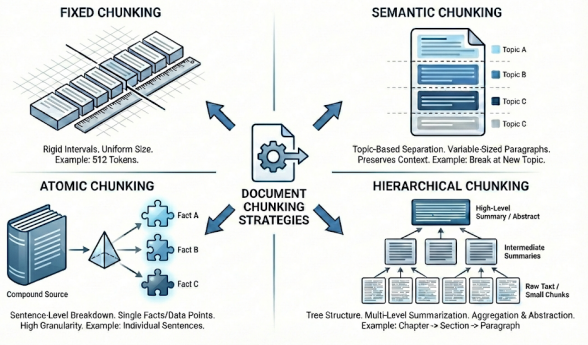 FIXED CHUNKING
Rigid Intervals. Uniform Size.
Example: 512 Tokens.
SEMANTIC CHUNKING
Topic A
Topic B
Topic C
Topic C
Topic-Based Separation. Variable-Sized Paragraphs.
Preserves Context. Example: Break at New Topic.
DOCUMENT
CHUNKING
STRATEGIES
ATOMIC CHUNKING
Fact A
Fact B
Fact C
Compound Source
Sentence-Level Breakdown. Single Facts/Data Points.
High Granularity. Example: Individual Sentences.
HIERARCHICAL CHUNKING
High-Level
Summary / Abstract
Intermediate
Summaries
Raw Text /
Small Chunks
Tree Structure. Multi-Level Summarization. Aggregation & Abstraction.
Example: Chapter -> Section -> Paragraph